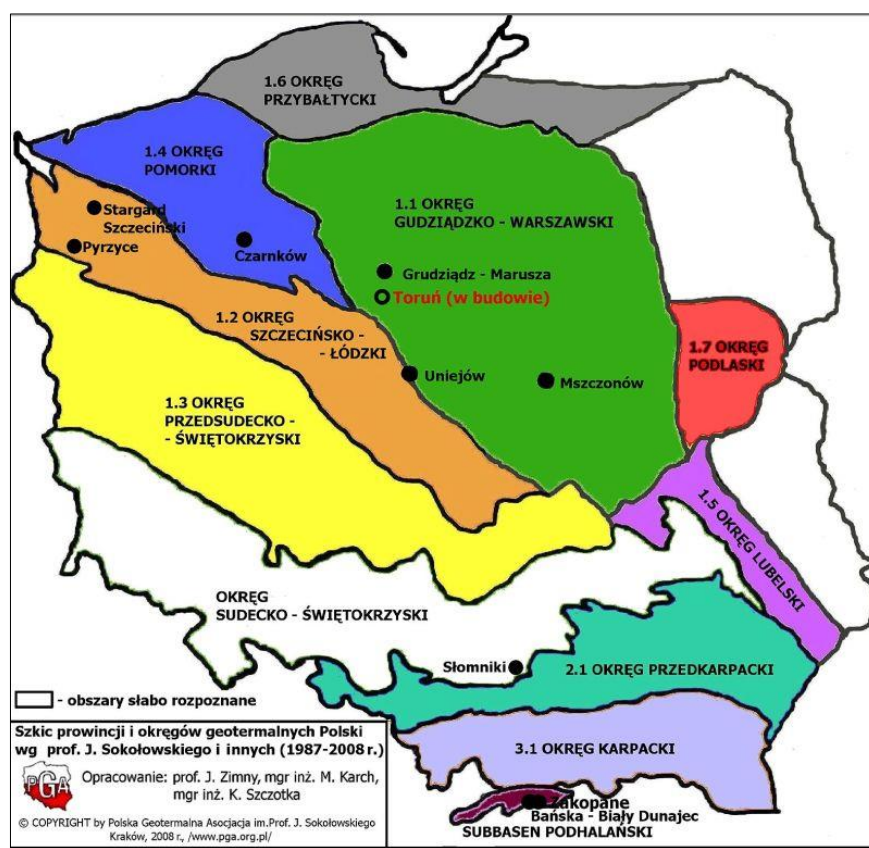 1.6 OKRĘG
PRZYBAŁTYCKI
1.4 OKRĘG
POMORKI
1.1 OKRĘG
GUDZIĄDZKO - WARSZAWSKI
Stargard
Szczeciński
Pyrzyce
Czarnków
Grudziądz - Marusza
Toruń (w budowie)
1.2 OKRĘG
SZCZECIŃSKO -
- ŁÓDZKI
1.7 OKRĘG
PODLASKI
Uniejów
Mszczonów
1.3 OKRĘG
PRZEDSUDECKO -
- ŚWIĘTOKRZYSKI
1.5 OKRĘG LUBELSKI
OKRĘG
SUDECKO - ŚWIĘTOKRZYSKI
Słomniki
2.1 OKRĘG PRZEDKARPACKI
- obszary słabo rozpoznane
3.1 OKRĘG KARPACKI
Szkic prowincji i okręgów geotermalnych Polski
wg prof. J. Sokołowskiego i innych (1987-2008r.)
PGA
Opracowanie: prof. J. Zimny, mgr inż. M. Karch,
mgr inż. K. Szczotka
© COPYRIGHT by Polska Geotermalna Asocjacja im.Prof. J. Sokołowskiego
Kraków, 2008 r., /www.pga.org.pl/
Zakopane
Bańska - Biały Dunajec
SUBBASEN PODHALAŃSKI